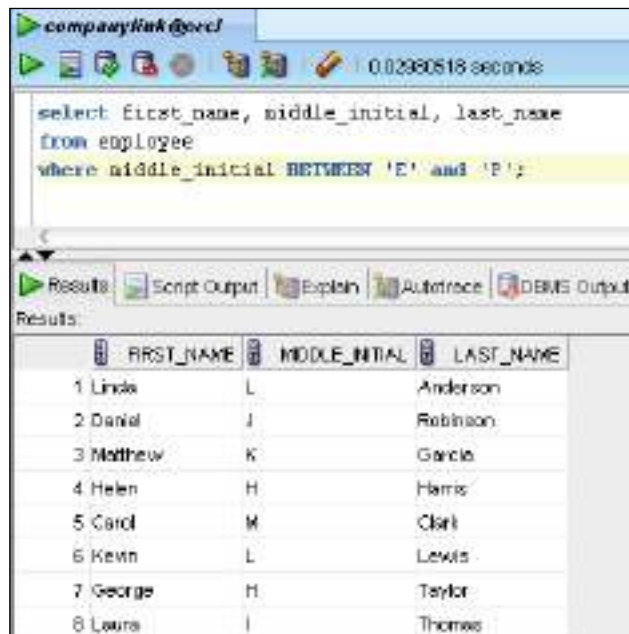 companylink@orcl
0.02980518 seconds
select first_name, middle_initial, last_name
from employee
where middle_initial BETWEEN 'E' and 'P';
Results Script Output Explain Autotrace DBMS Output
Results:
FIRST_NAME MIDDLE_INITIAL LAST_NAME
1 Linda L Anderson
2 Daniel J Robinson
3 Matthew K Garcia
4 Helen H Harris
5 Carol M Clark
6 Kevin L Lewis
7 George H Taylor
8 Laura I Thomas